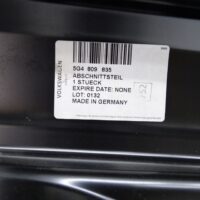 VOLKSWAGEN
5G4 809 835
ABSCHNITTSTEIL
1 STUECK
EXPIRE DATE: NONE
LOT: 0132
MADE IN GERMANY